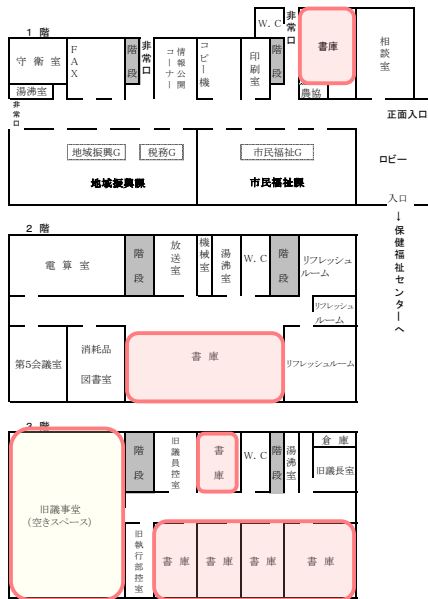 1 階
守 衛 室
湯沸室
FAX
階段
非常口
情報公開コーナー
コピー機
W.C
印刷室
非常口
階段
書庫
農協
相談室
正面入口
非常口
地域振興G
税務G
市民福祉G
地域振興課
市民福祉課
ロビー
入口
↓保健福祉センターへ
2 階
電 算 室
階段
放送室
機械室
湯沸室
W.C
階段
リフレッシュ
ルーム
リフレッシュ
ルーム
第5会議室
消耗品
図書室
書 庫
リフレッシュルーム
3 階
旧議事堂
(空きスペース)
階段
旧議員控室
書庫
W.C
階段
湯沸室
倉 庫
旧議長室
旧執行部控室
書 庫
書 庫
書 庫
書 庫